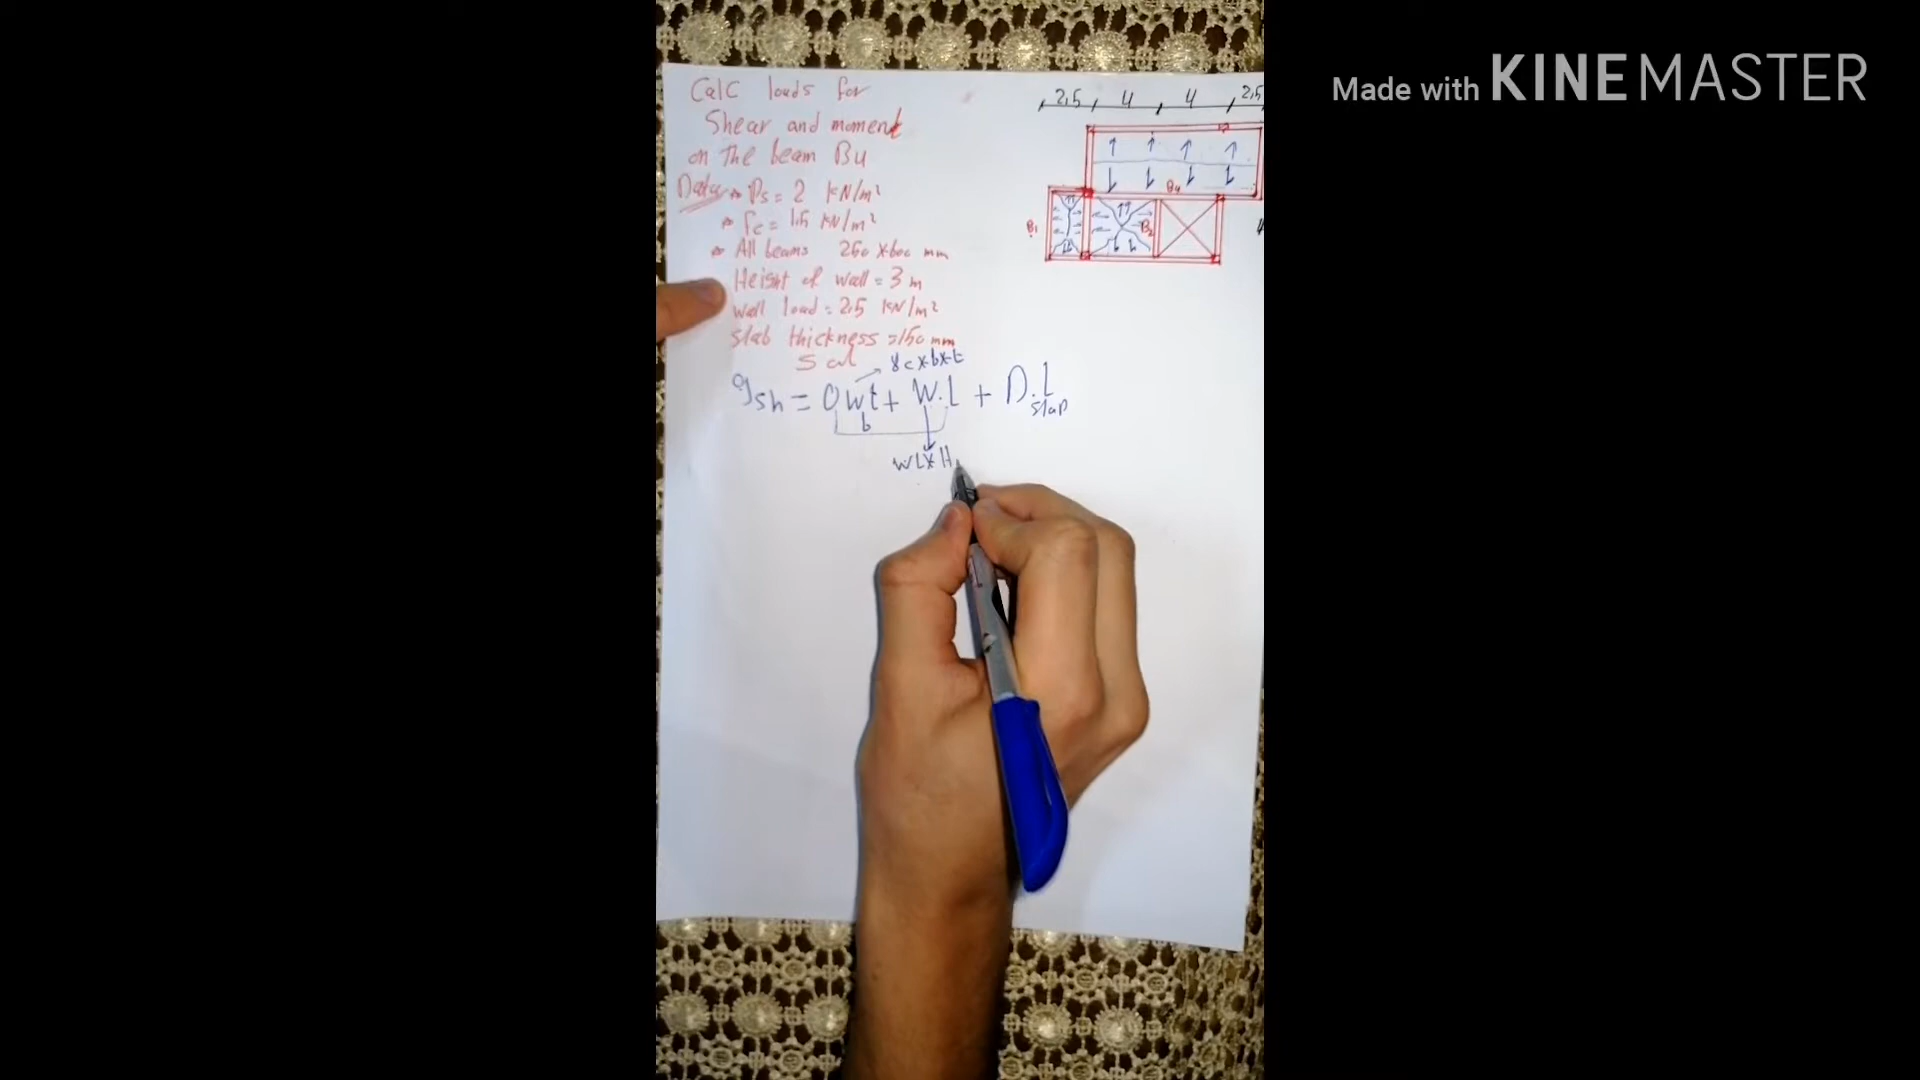 Made with KINEMASTER
Calc loads for
Shear and moment
on The beam B4
Data Ps = 2 KN/m²
Fc = 1.5 KN/m²
All beams 250 x 600 mm
Height of wall = 3 m
wall load = 2.5 KN/m²
Slab thickness = 150 mm
Sol
γc x b x t
gsh = Owt + W.L + D.L
b
slab
WL x H
2,5 4 4 2,5
B4
B1
B2
4